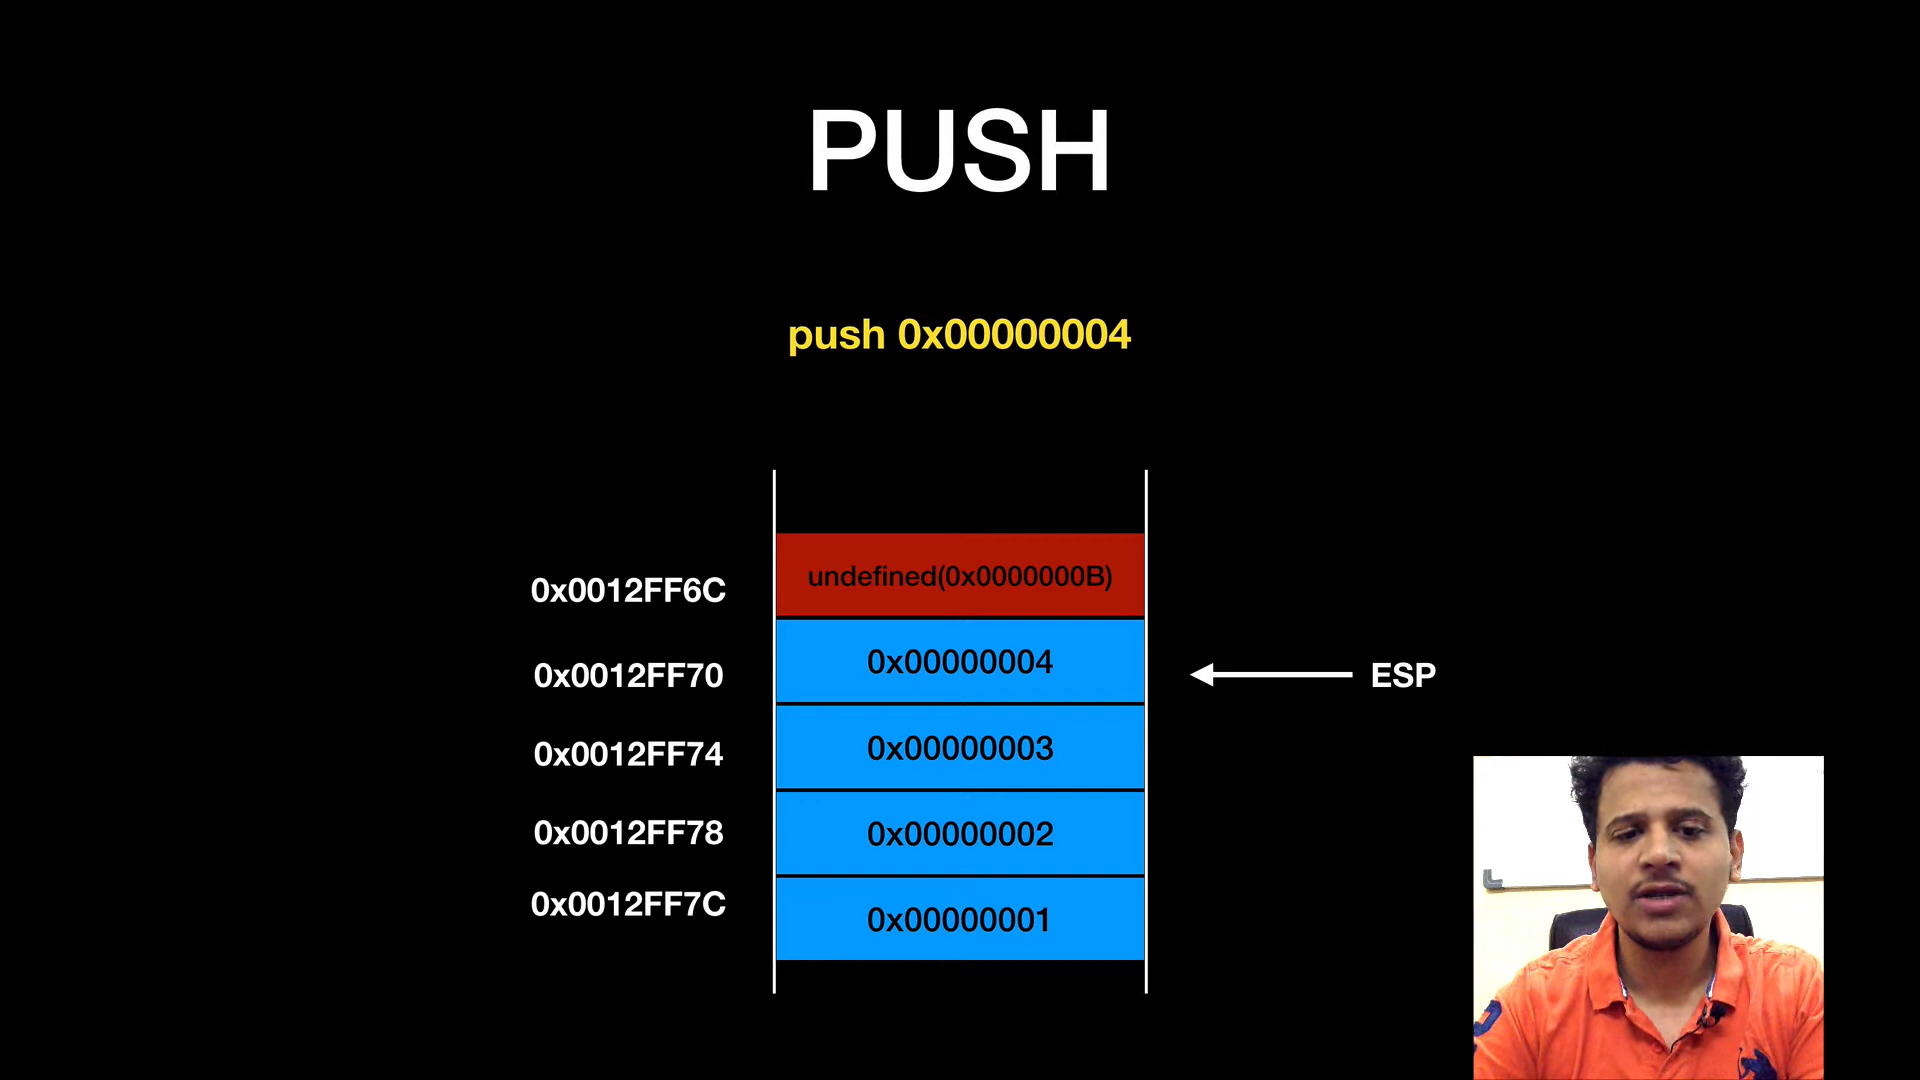 PUSH
push 0x00000004
0x0012FF6C undefined(0x0000000B)
0x0012FF70 0x00000004 ESP
0x0012FF74 0x00000003
0x0012FF78 0x00000002
0x0012FF7C 0x00000001